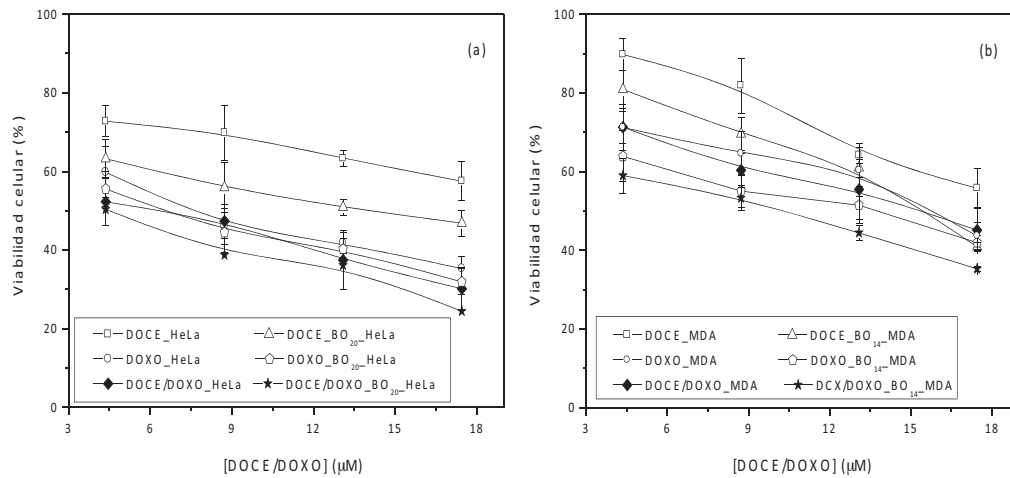 100
80
60
40
20
0
Viabilidad celular (%)
(a)
DOCE_HeLa
DOXO_HeLa
DOCE/DOXO_HeLa
DOCE_BO20_HeLa
DOXO_BO20_HeLa
DOCE/DOXO_BO20_HeLa
3 6 9 12 15 18
[DOCE/DOXO] (μM)
100
80
60
40
20
0
Viabilidad celular (%)
(b)
DOCE_MDA
DOXO_MDA
DOCE/DOXO_MDA
DOCE_BO14_MDA
DOXO_BO14_MDA
DCX/DOXO_BO14_MDA
3 6 9 12 15 18
[DOCE/DOXO] (μM)